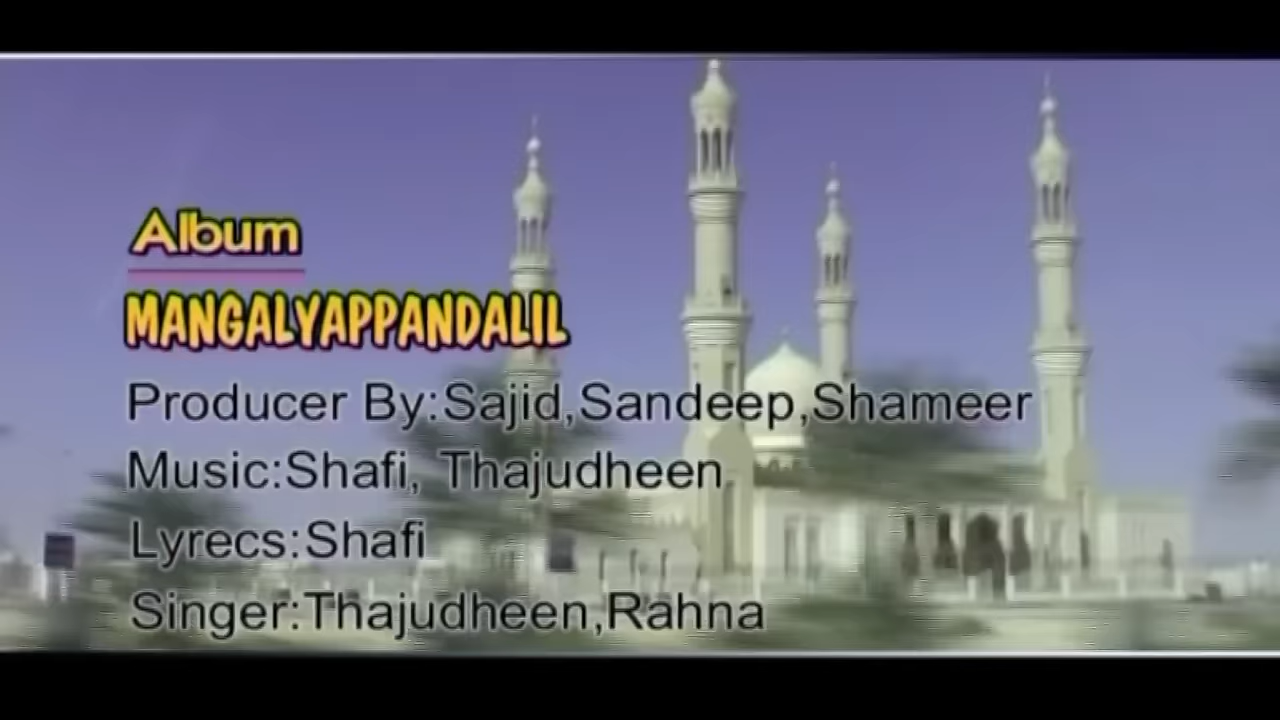 Album
MANGALYAPPANDALIL
Producer By:Sajid,Sandeep,Shameer
Music:Shafi, Thajudheen
Lyrecs:Shafi
Singer:Thajudheen,Rahna